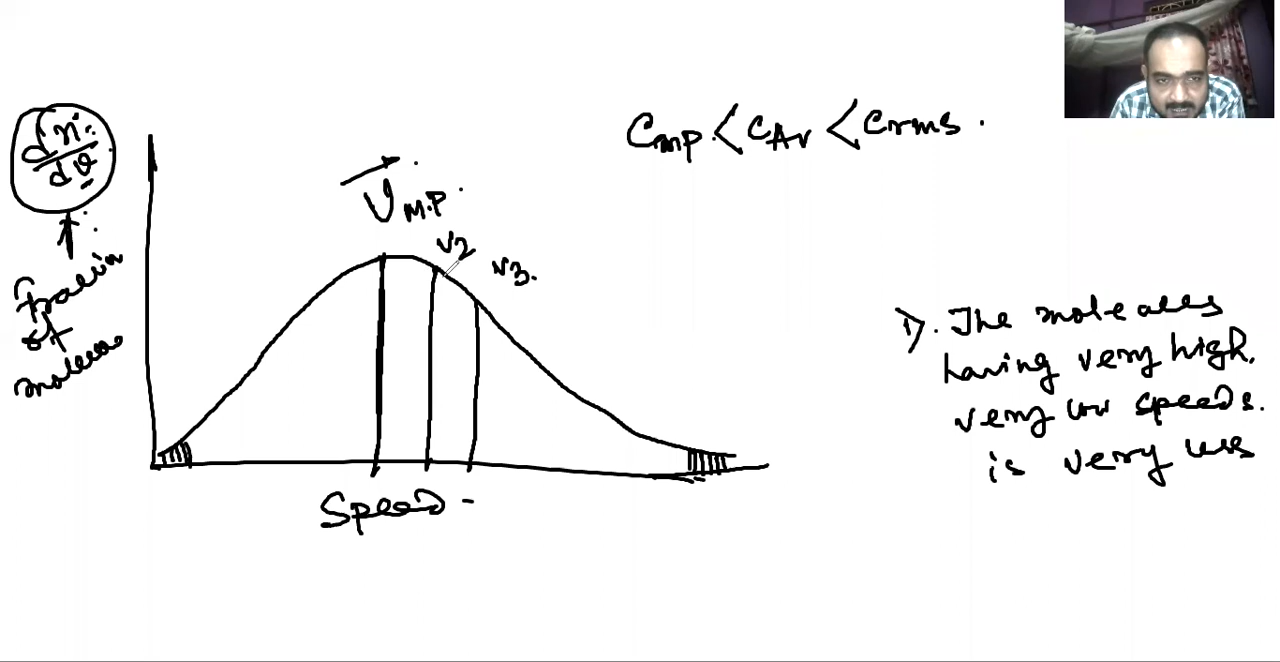 dn
dv
Fraction
of
molecules
V M.P.
v2
v3.
Cmp. < CAv < Crms.
1). The molecules
having very high,
very low speeds.
is very less
Speed -